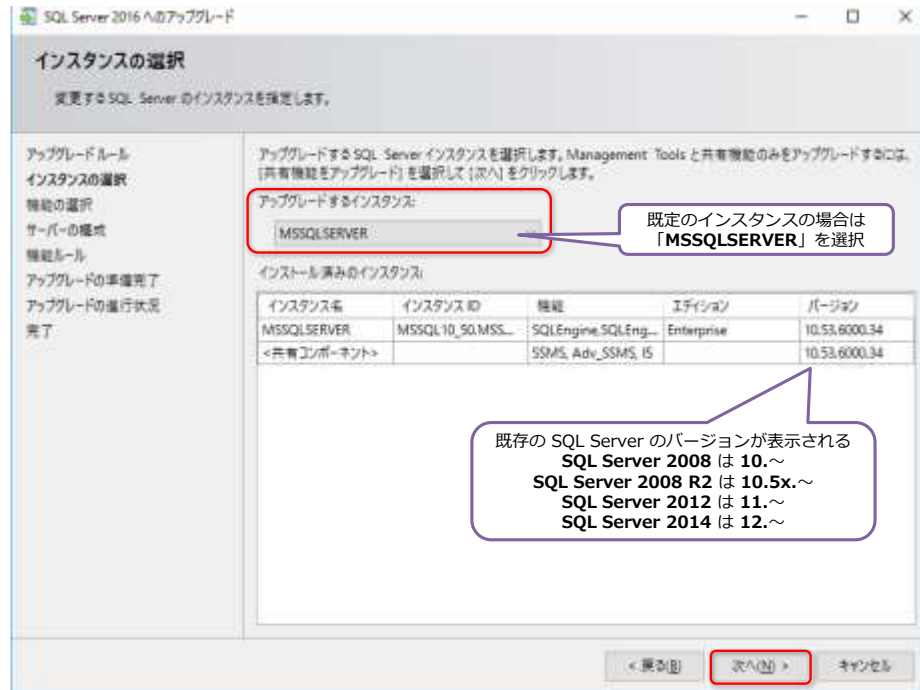 SQL Server 2016 へのアップグレード
インスタンスの選択
変更する SQL Server のインスタンスを指定します。
アップグレード ルール
インスタンスの選択
機能の選択
サーバーの構成
機能ルール
アップグレードの準備完了
アップグレードの進行状況
完了
アップグレードする SQL Server インスタンスを選択します。Management Tools と共有機能のみをアップグレードするには、
[共有機能をアップグレード] を選択して [次へ] をクリックします。
アップグレードするインスタンス:
MSSQLSERVER
既定のインスタンスの場合は
「MSSQLSERVER」を選択
インストール済みのインスタンス:
インスタンス名 インスタンス ID 機能 エディション バージョン
MSSQLSERVER MSSQL10_50.MSS... SQLEngine,SQLEng... Enterprise 10.53.6000.34
<共有コンポーネント> SSMS, Adv_SSMS, IS 10.53.6000.34
既存の SQL Server のバージョンが表示される
SQL Server 2008 は 10.～
SQL Server 2008 R2 は 10.5x.～
SQL Server 2012 は 11.～
SQL Server 2014 は 12.～
< 戻る(B) 次へ(N) > キャンセル